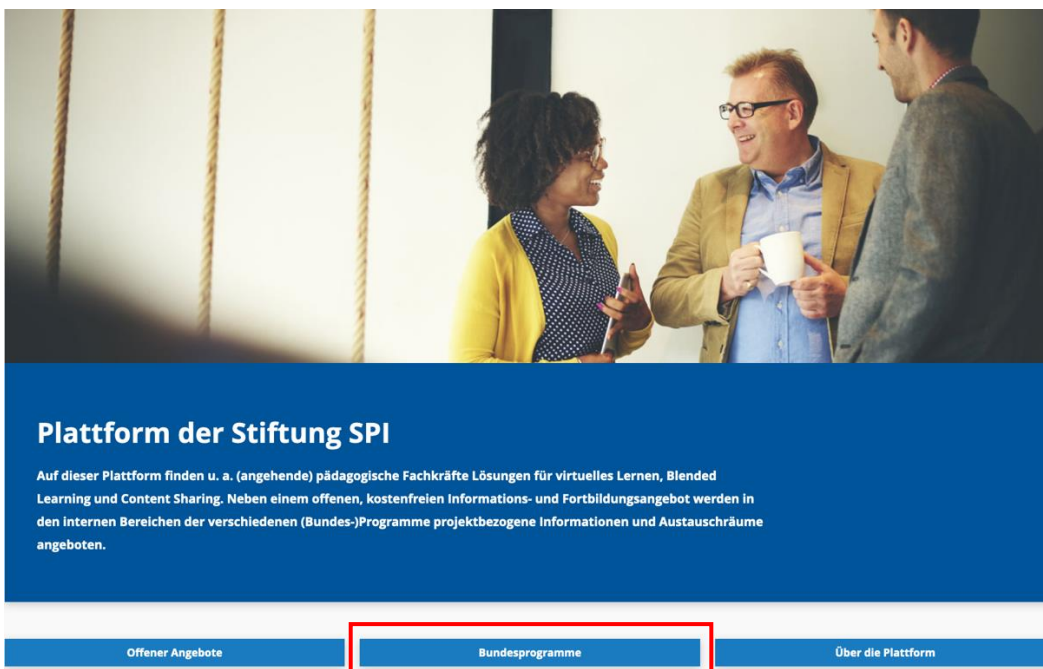 Plattform der Stiftung SPI
Auf dieser Plattform finden u. a. (angehende) pädagogische Fachkräfte Lösungen für virtuelles Lernen, Blended
Learning und Content Sharing. Neben einem offenen, kostenfreien Informations- und Fortbildungsangebot werden in
den internen Bereichen der verschiedenen (Bundes-)Programme projektbezogene Informationen und Austauschräume
angeboten.
Offener Angebote
Bundesprogramme
Über die Plattform